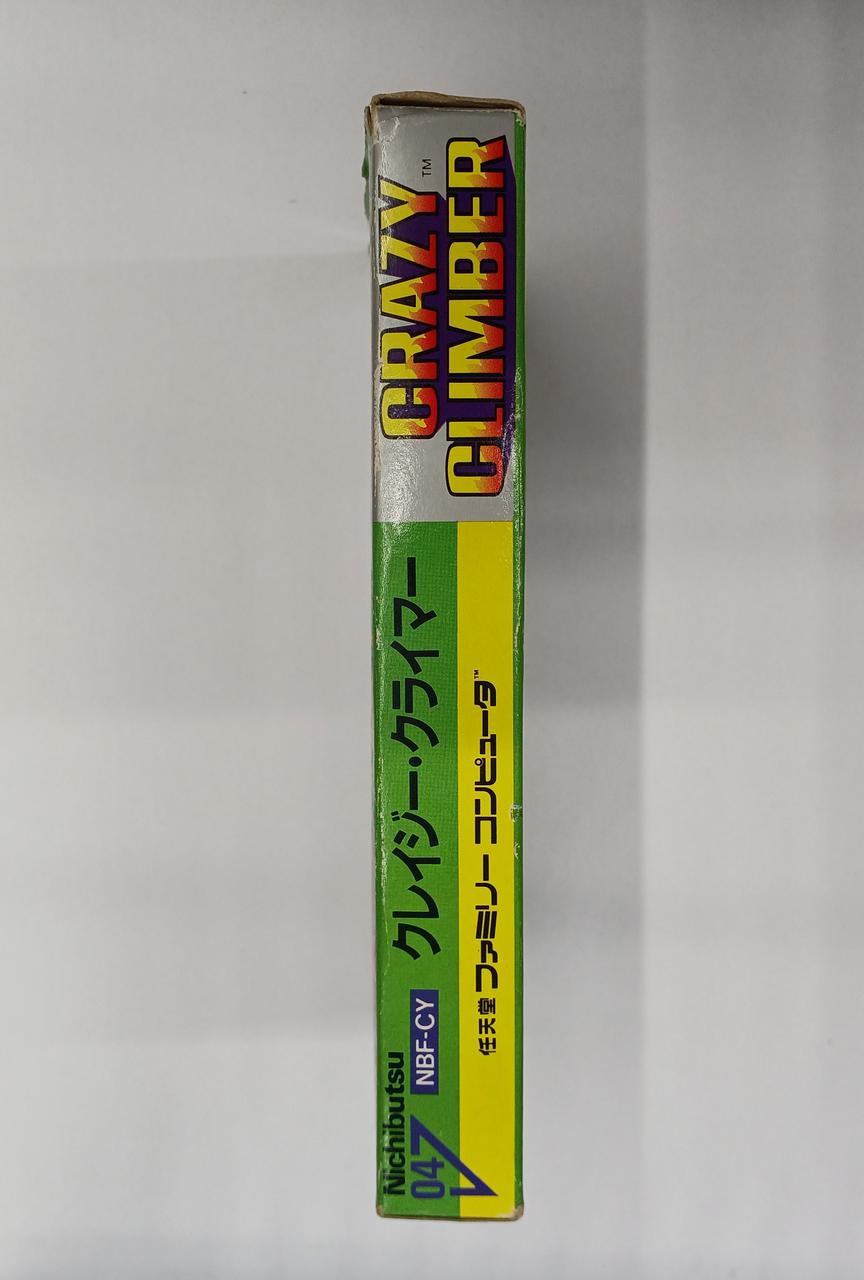 Nichibutsu
04
NBF-CY
クレイジー・クライマー
任天堂 ファミリー コンピュータ™
CRAZY™
CLIMBER